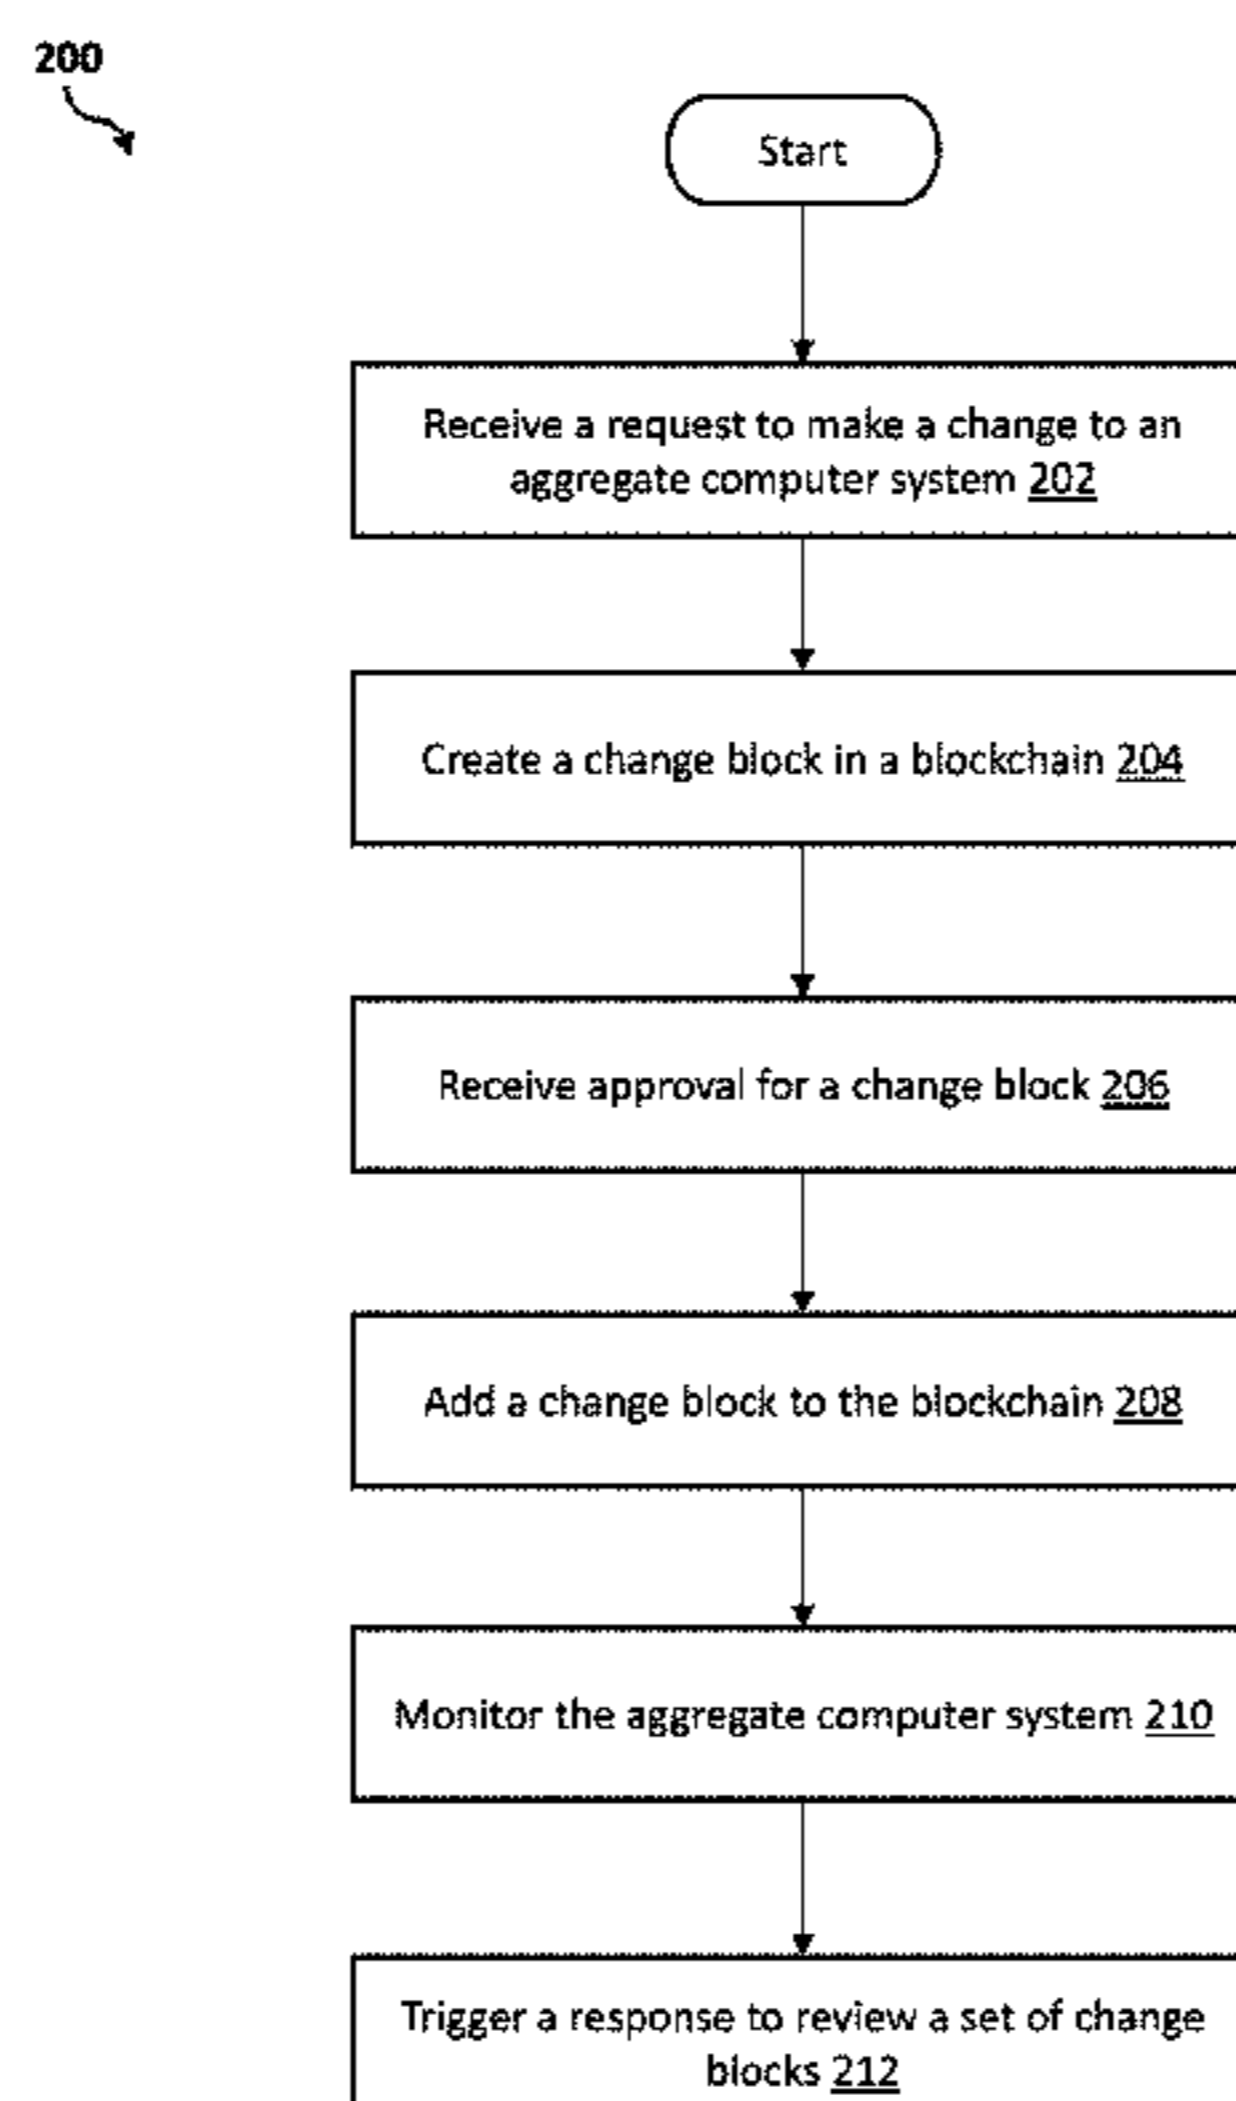 200
Start
Receive a request to make a change to an
aggregate computer system 202
Create a change block in a blockchain 204
Receive approval for a change block 206
Add a change block to the blockchain 208
Monitor the aggregate computer system 210
Trigger a response to review a set of change
blocks 212